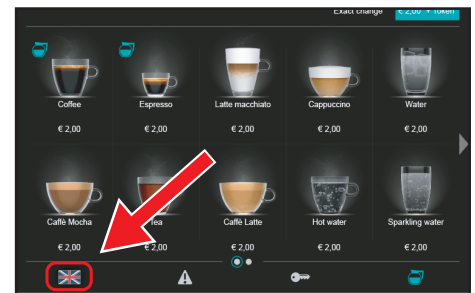 Exact change € 2,00 + Token
Coffee Espresso Latte macchiato Cappuccino Water
€ 2,00 € 2,00 € 2,00 € 2,00 € 2,00
Caffè Mocha Tea Caffè Latte Hot water Sparkling water
€ 2,00 € 2,00 € 2,00 € 2,00 € 2,00